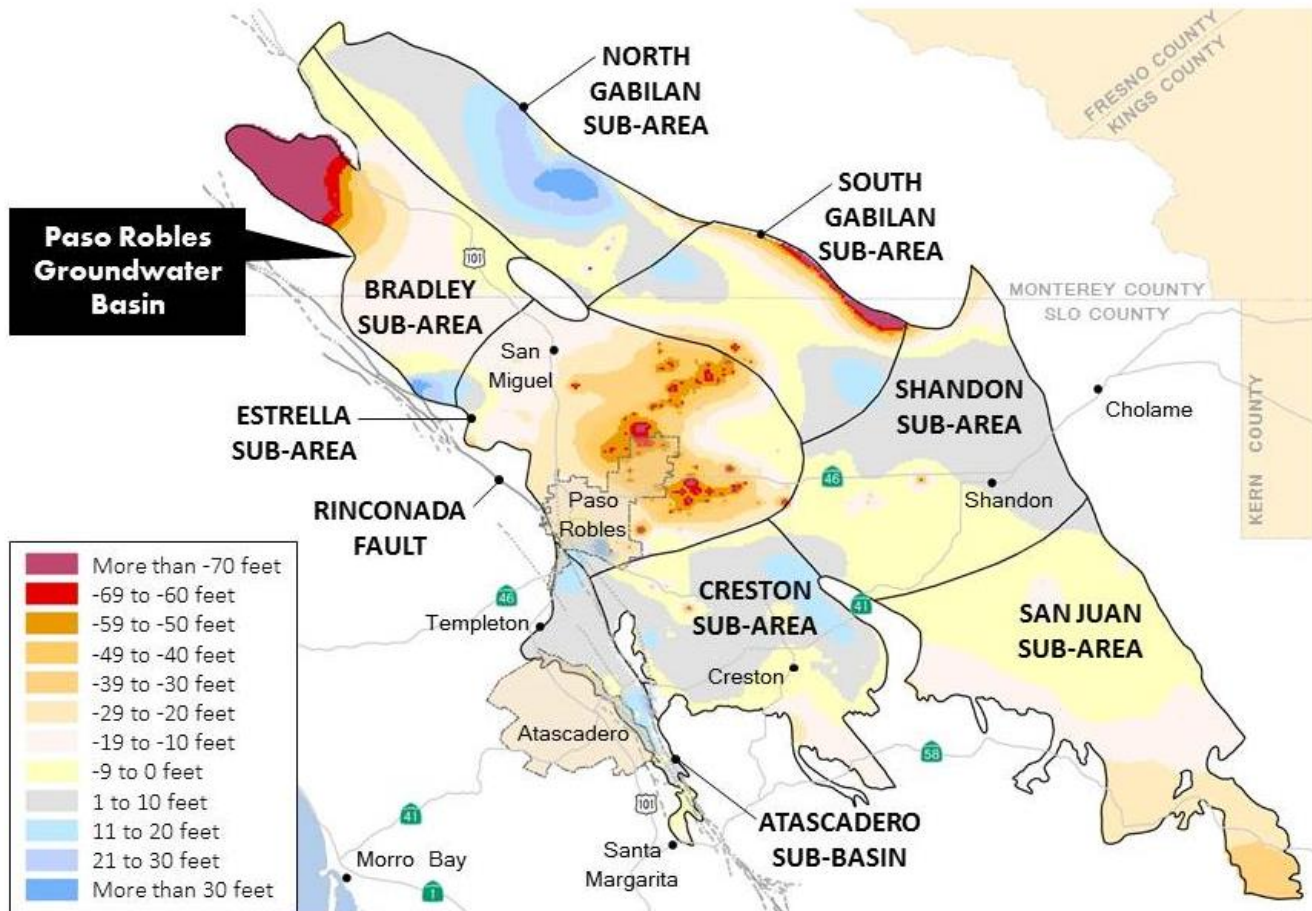 NORTH
GABILAN
SUB-AREA
FRESNO COUNTY
KINGS COUNTY
SOUTH
GABILAN
SUB-AREA
Paso Robles
Groundwater
Basin
101
BRADLEY
SUB-AREA
MONTEREY COUNTY
SLO COUNTY
KERN COUNTY
San
Miguel
SHANDON
SUB-AREA
Cholame
ESTRELLA
SUB-AREA
46
Shandon
RINCONADA
FAULT
Paso
Robles
CRESTON
SUB-AREA
41
SAN JUAN
SUB-AREA
46
Templeton
Creston
Atascadero
58
101
ATASCADERO
SUB-BASIN
Santa
Margarita
41
Morro Bay
1
More than -70 feet
-69 to -60 feet
-59 to -50 feet
-49 to -40 feet
-39 to -30 feet
-29 to -20 feet
-19 to -10 feet
-9 to 0 feet
1 to 10 feet
11 to 20 feet
21 to 30 feet
More than 30 feet